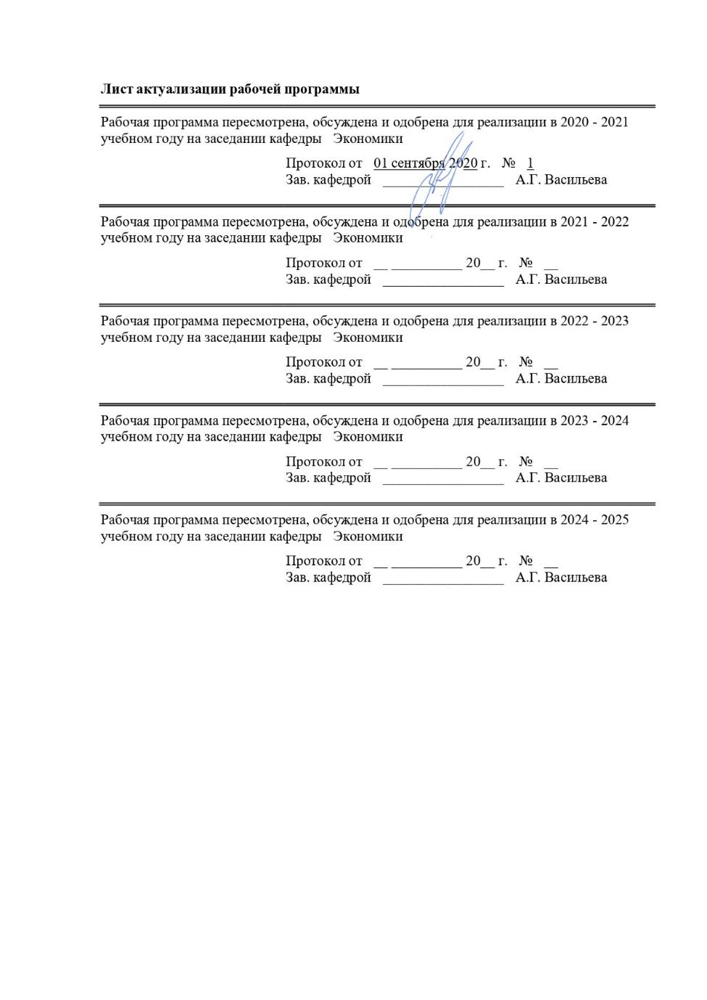 Лист актуализации рабочей программы
Рабочая программа пересмотрена, обсуждена и одобрена для реализации в 2020 - 2021
учебном году на заседании кафедры Экономики
Протокол от 01 сентября 2020 г. № 1
Зав. кафедрой _________________ А.Г. Васильева
Рабочая программа пересмотрена, обсуждена и одобрена для реализации в 2021 - 2022
учебном году на заседании кафедры Экономики
Протокол от __ __________ 20__ г. № __
Зав. кафедрой _________________ А.Г. Васильева
Рабочая программа пересмотрена, обсуждена и одобрена для реализации в 2022 - 2023
учебном году на заседании кафедры Экономики
Протокол от __ __________ 20__ г. № __
Зав. кафедрой _________________ А.Г. Васильева
Рабочая программа пересмотрена, обсуждена и одобрена для реализации в 2023 - 2024
учебном году на заседании кафедры Экономики
Протокол от __ __________ 20__ г. № __
Зав. кафедрой _________________ А.Г. Васильева
Рабочая программа пересмотрена, обсуждена и одобрена для реализации в 2024 - 2025
учебном году на заседании кафедры Экономики
Протокол от __ __________ 20__ г. № __
Зав. кафедрой _________________ А.Г. Васильева